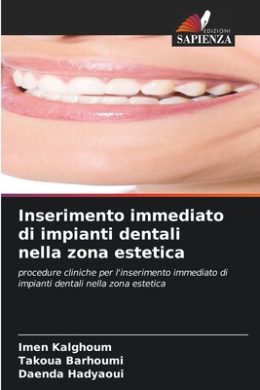 EDIZIONI
SAPIENZA
Inserimento immediato
di impianti dentali
nella zona estetica
procedure cliniche per l'inserimento immediato di
impianti dentali nella zona estetica
Imen Kalghoum
Takoua Barhoumi
Daenda Hadyaoui